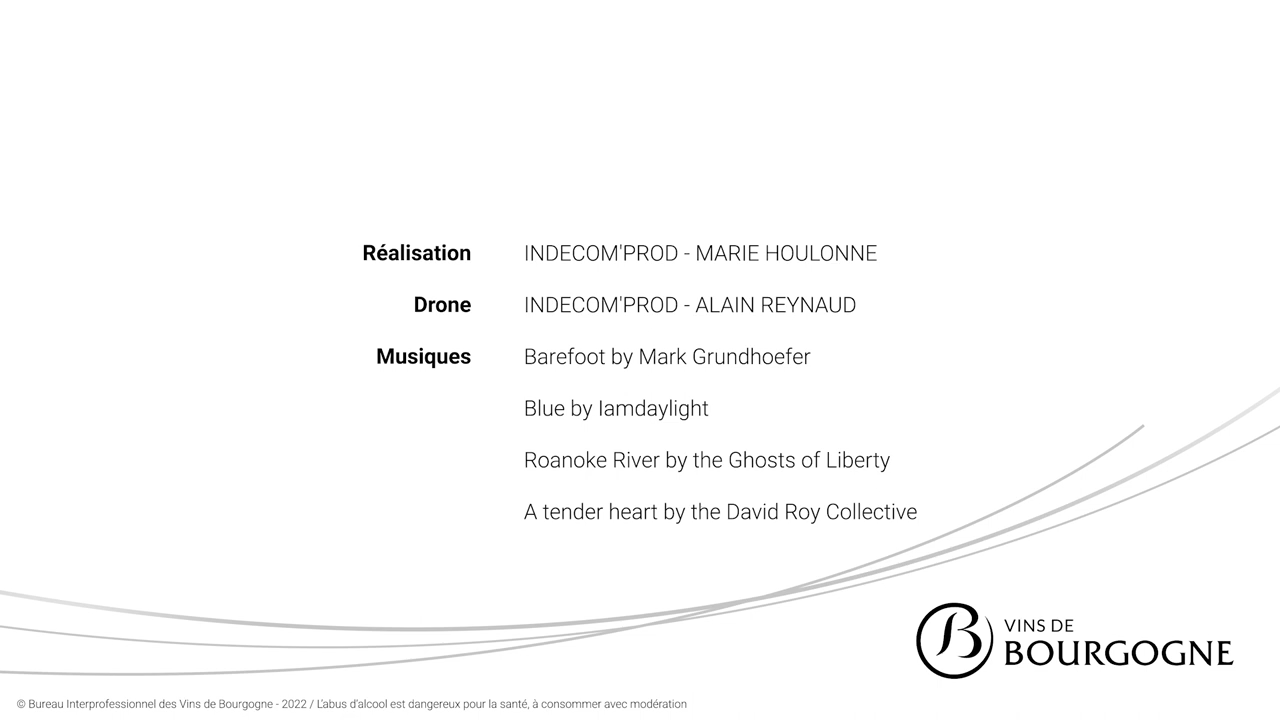 Réalisation INDECOM'PROD - MARIE HOULONNE
Drone INDECOM'PROD - ALAIN REYNAUD
Musiques Barefoot by Mark Grundhoefer
Blue by Iamdaylight
Roanoke River by the Ghosts of Liberty
A tender heart by the David Roy Collective
B VINS DE
BOURGOGNE
© Bureau Interprofessionnel des Vins de Bourgogne - 2022 / L'abus d'alcool est dangereux pour la santé, à consommer avec modération